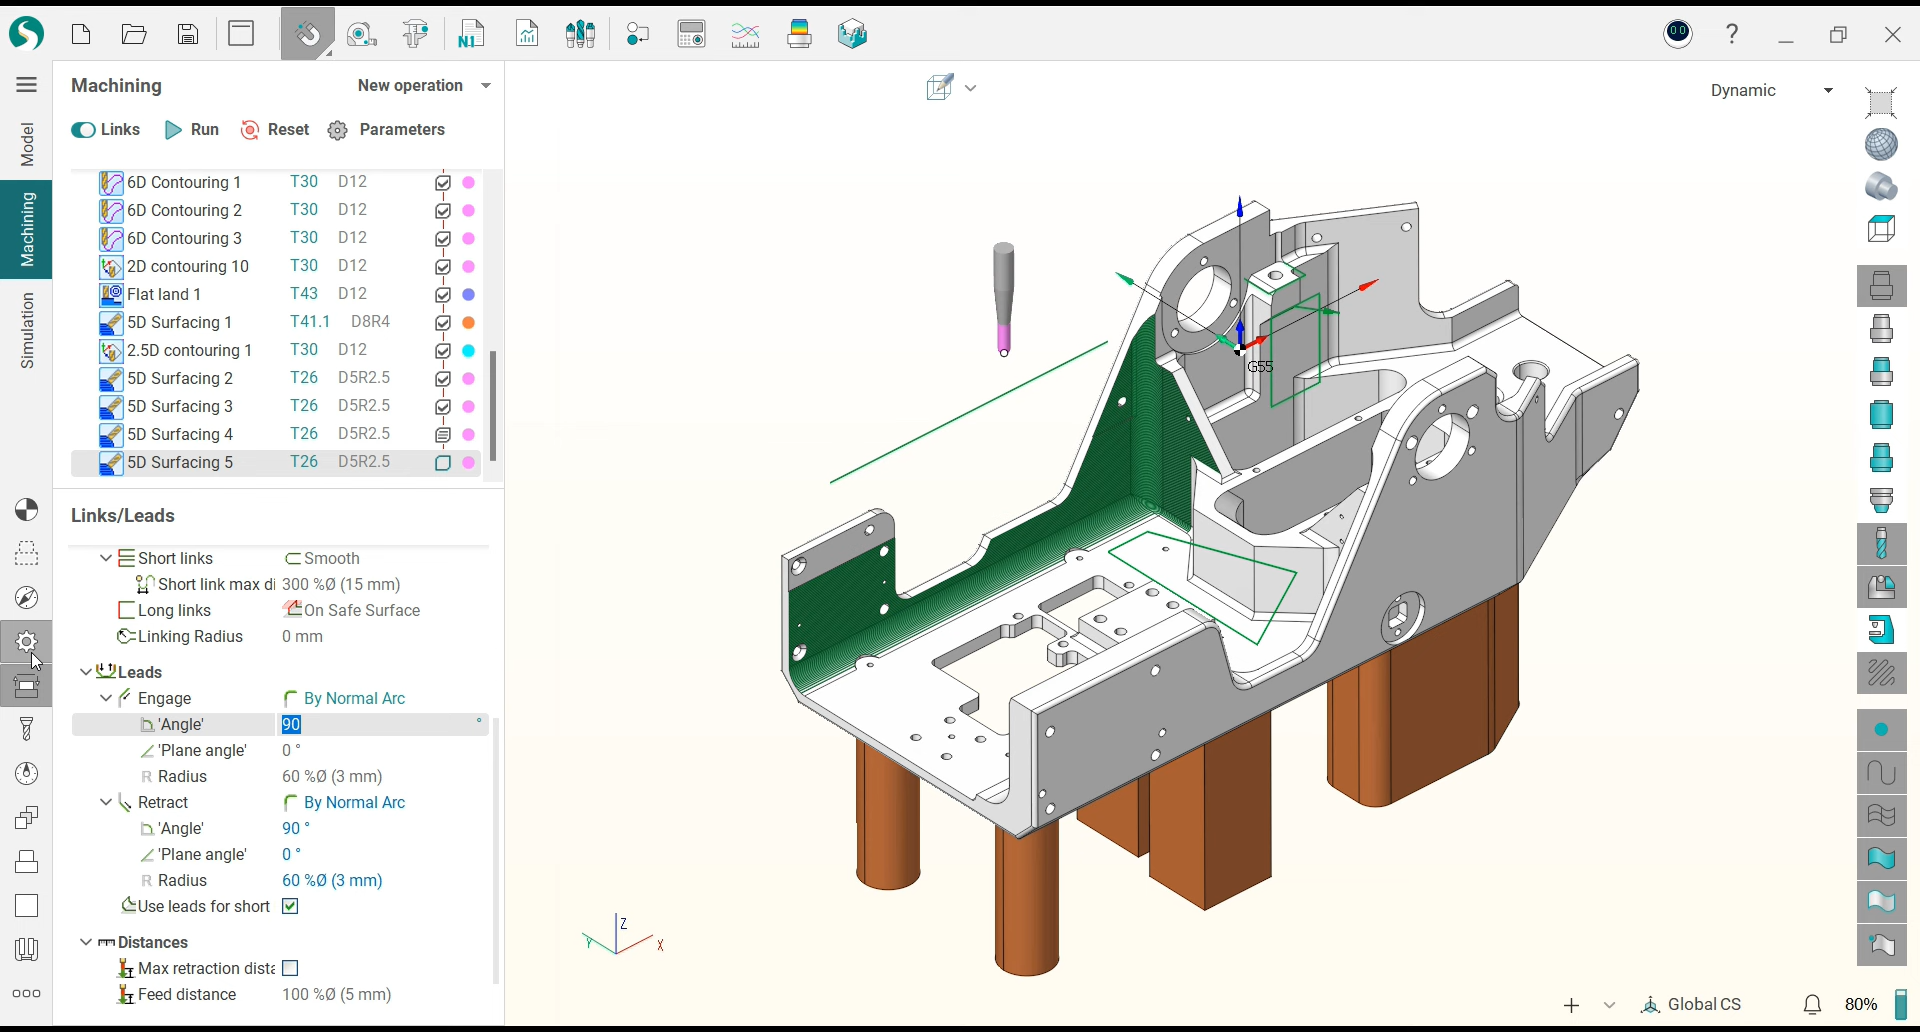 N1
?
Machining
New operation
Dynamic
Links
Run
Reset
Parameters
Model
Machining
Simulation
6D Contouring 1 T30 D12
6D Contouring 2 T30 D12
6D Contouring 3 T30 D12
2D contouring 10 T30 D12
Flat land 1 T43 D12
5D Surfacing 1 T41.1 D8R4
2.5D contouring 1 T30 D12
5D Surfacing 2 T26 D5R2.5
5D Surfacing 3 T26 D5R2.5
5D Surfacing 4 T26 D5R2.5
5D Surfacing 5 T26 D5R2.5
G55
Links/Leads
Short links Smooth
Short link max di 300 %Ø (15 mm)
Long links On Safe Surface
Linking Radius 0 mm
Leads
Engage By Normal Arc
'Angle' 90 °
'Plane angle' 0 °
R Radius 60 %Ø (3 mm)
Retract By Normal Arc
'Angle' 90 °
'Plane angle' 0 °
R Radius 60 %Ø (3 mm)
Use leads for short
Distances
Max retraction dista
Feed distance 100 %Ø (5 mm)
Z
Y
X
Global CS
80%